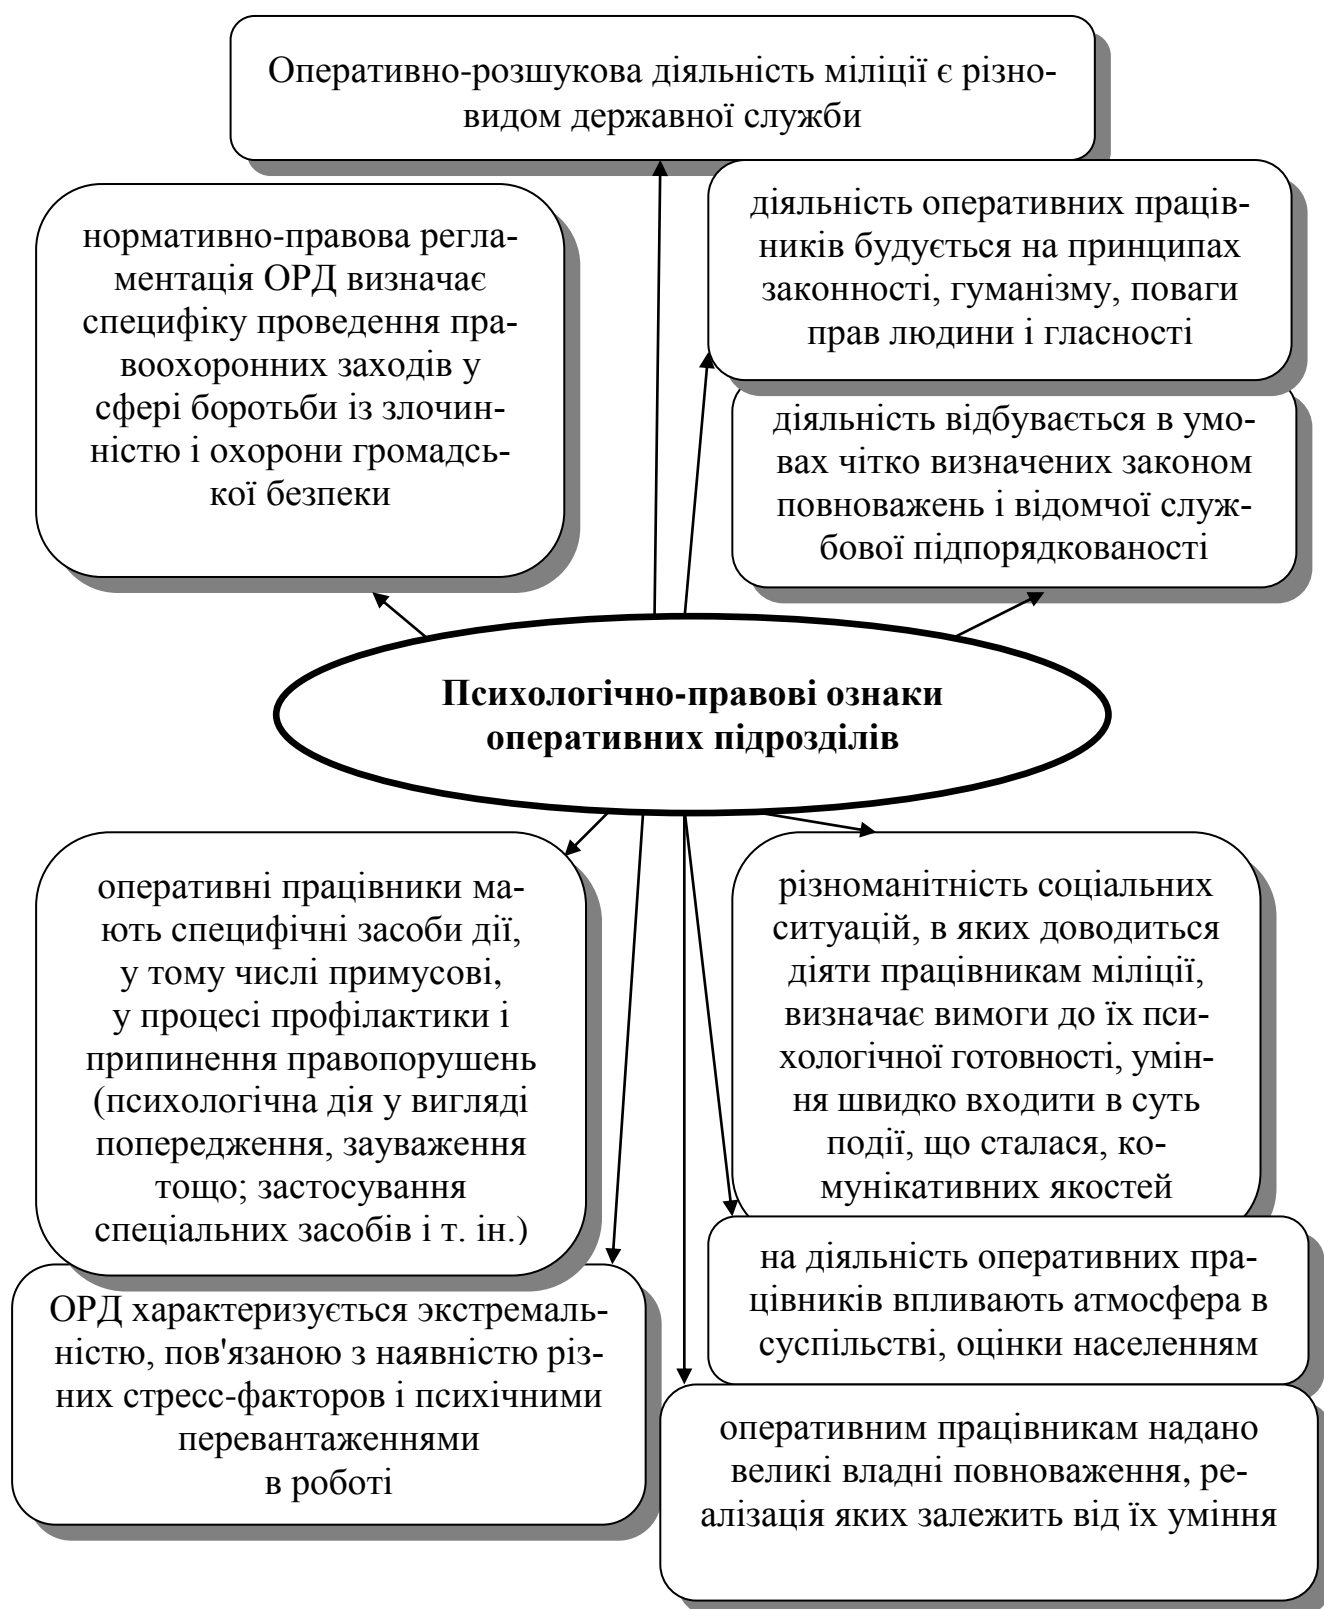 Оперативно-розшукова діяльність міліції є різно-
видом державної служби
нормативно-правова регла-
ментація ОРД визначає
специфіку проведення пра-
воохоронних заходів у
сфері боротьби із злочин-
ністю і охорони громадсь-
кої безпеки
діяльність оперативних праців-
ників будується на принципах
законності, гуманізму, поваги
прав людини і гласності
діяльність відбувається в умо-
вах чітко визначених законом
повноважень і відомчої служ-
бової підпорядкованості
Психологічно-правові ознаки
оперативних підрозділів
оперативні працівники ма-
ють специфічні засоби дії,
у тому числі примусові,
у процесі профілактики і
припинення правопорушень
(психологічна дія у вигляді
попередження, зауваження
тощо; застосування
спеціальних засобів і т. ін.)
різноманітність соціальних
ситуацій, в яких доводиться
діяти працівникам міліції,
визначає вимоги до їх пси-
хологічної готовності, умін-
ня швидко входити в суть
події, що сталася, ко-
мунікативних якостей
ОРД характеризується экстремаль-
ністю, пов'язаною з наявністю різ-
них стресс-факторов і психічними
перевантаженнями
в роботі
на діяльність оперативних пра-
цівників впливають атмосфера в
суспільстві, оцінки населенням
оперативним працівникам надано
великі владні повноваження, ре-
алізація яких залежить від їх уміння